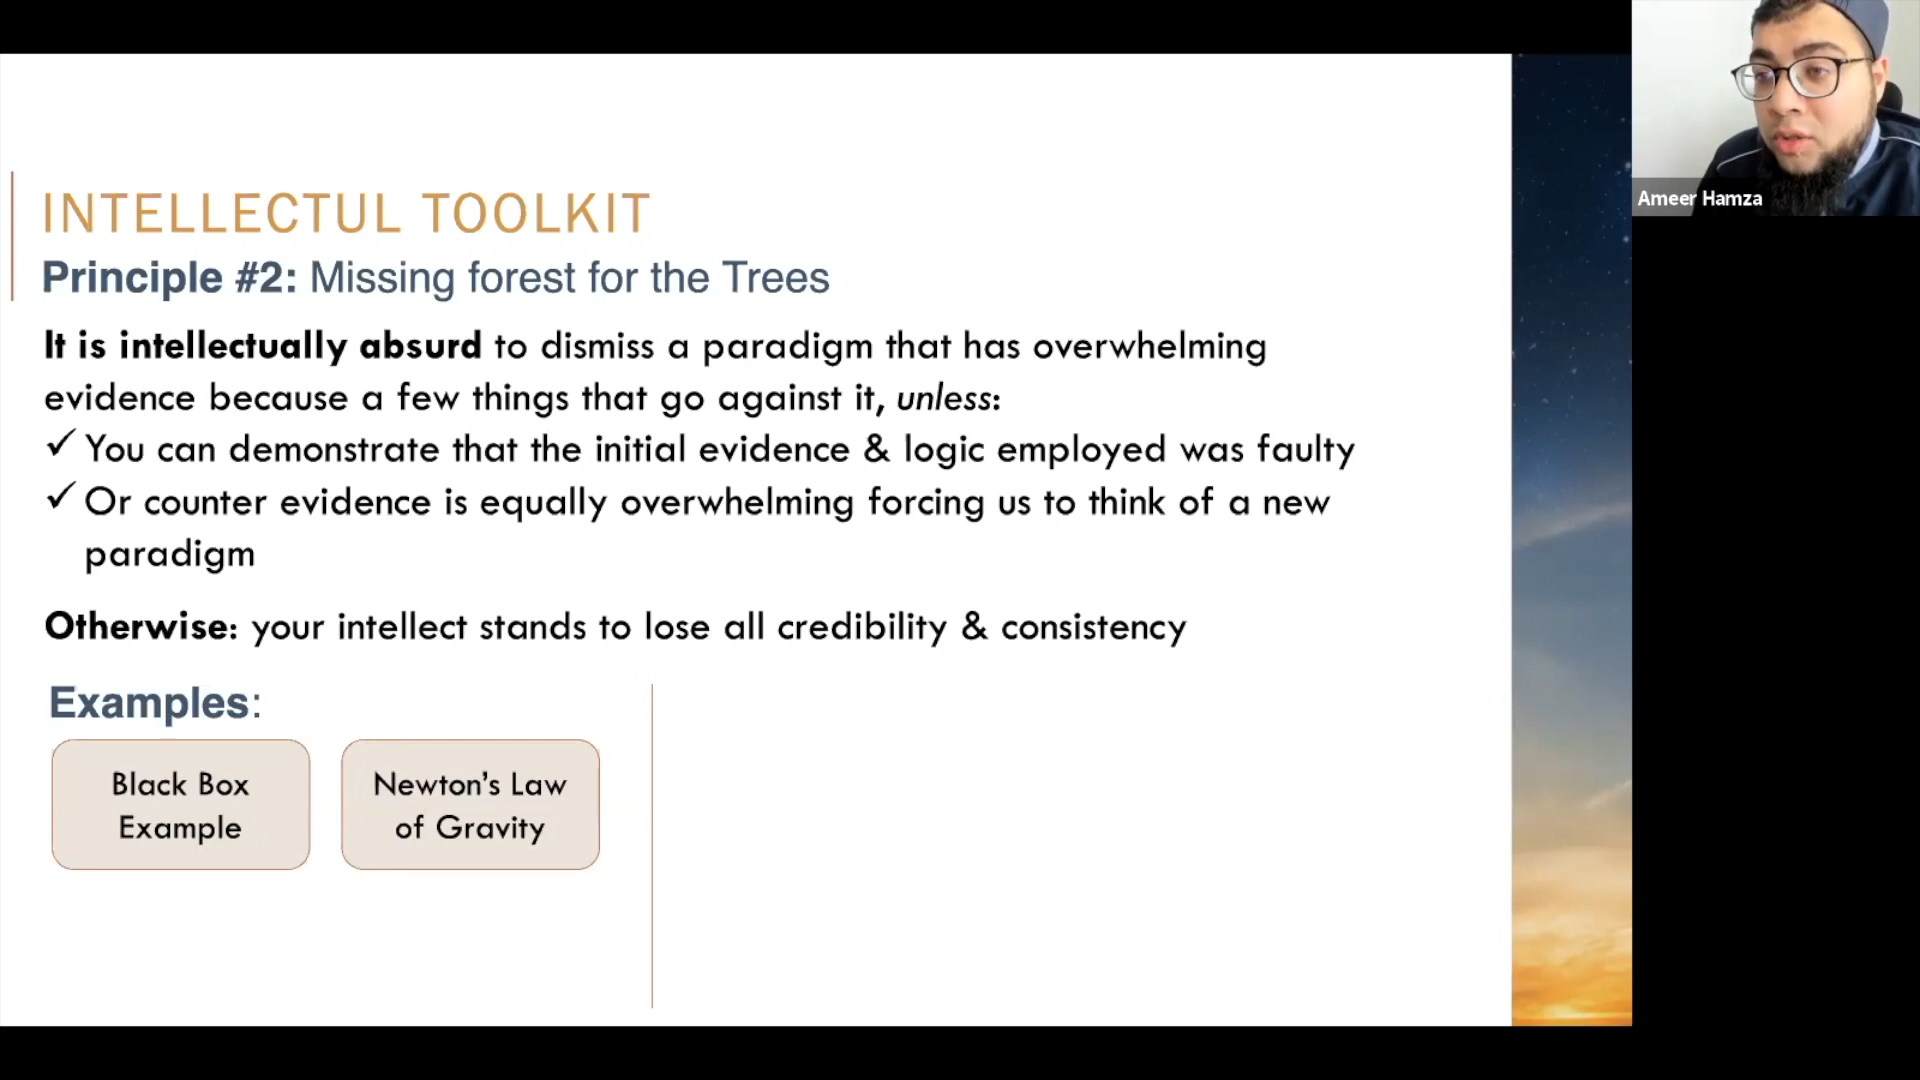 INTELLECTUL TOOLKIT
Principle #2: Missing forest for the Trees
It is intellectually absurd to dismiss a paradigm that has overwhelming
evidence because a few things that go against it, unless:
✓ You can demonstrate that the initial evidence & logic employed was faulty
✓ Or counter evidence is equally overwhelming forcing us to think of a new
paradigm
Otherwise: your intellect stands to lose all credibility & consistency
Examples:
Black Box
Example
Newton's Law
of Gravity
Ameer Hamza